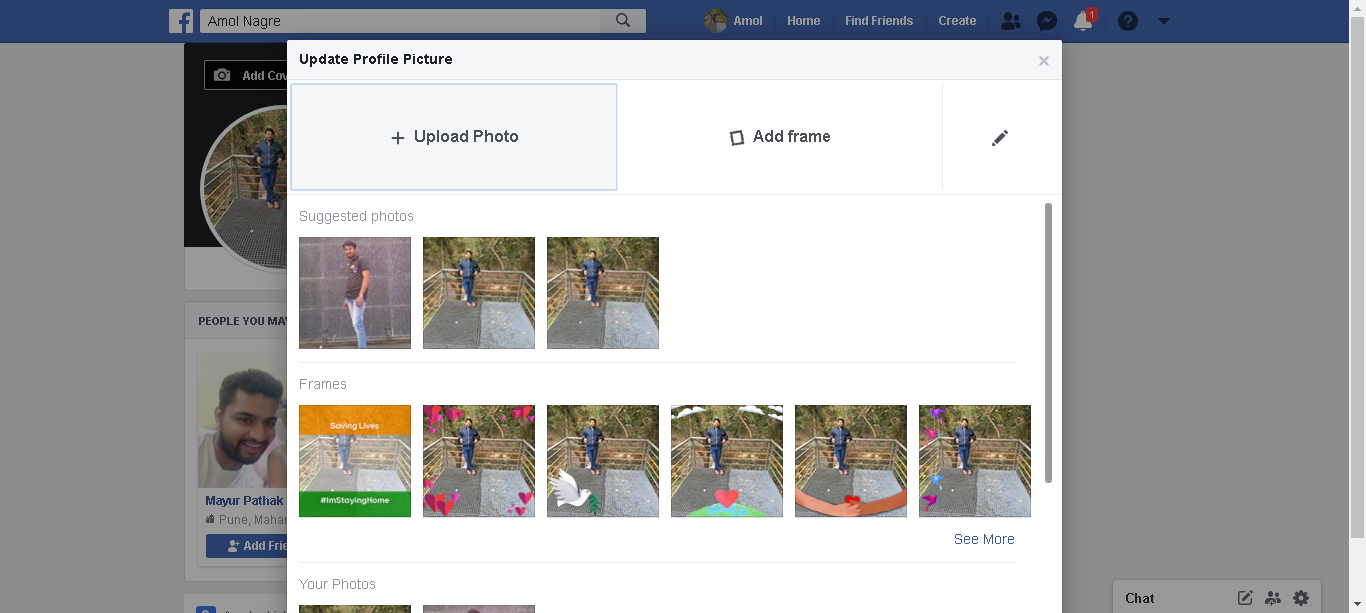 Amol Nagre
Amol
Home
Find Friends
Create
1
Update Profile Picture
Add Cov
Upload Photo
Add frame
Suggested photos
PEOPLE YOU MAY
Frames
Saving Lives
#ImStayingHome
Mayur Pathak
Pune, Mahar
Add Frie
See More
Your Photos
Chat